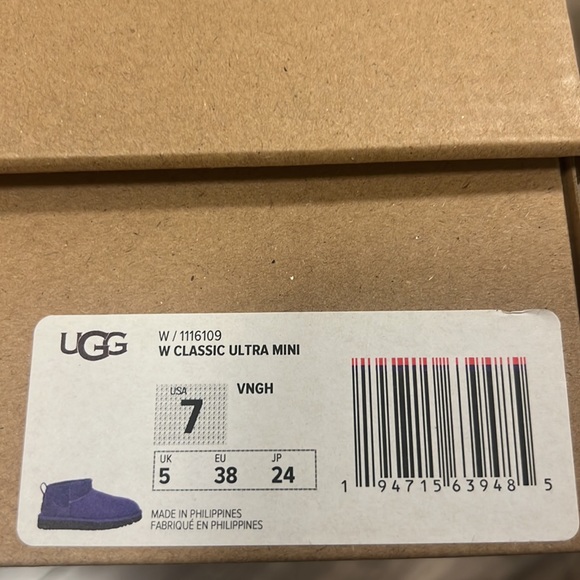 UGG
W / 1116109
W CLASSIC ULTRA MINI
USA
7
VNGH
UK EU JP
5 38 24
MADE IN PHILIPPINES
FABRIQUÉ EN PHILIPPINES
1 94715 63948 5